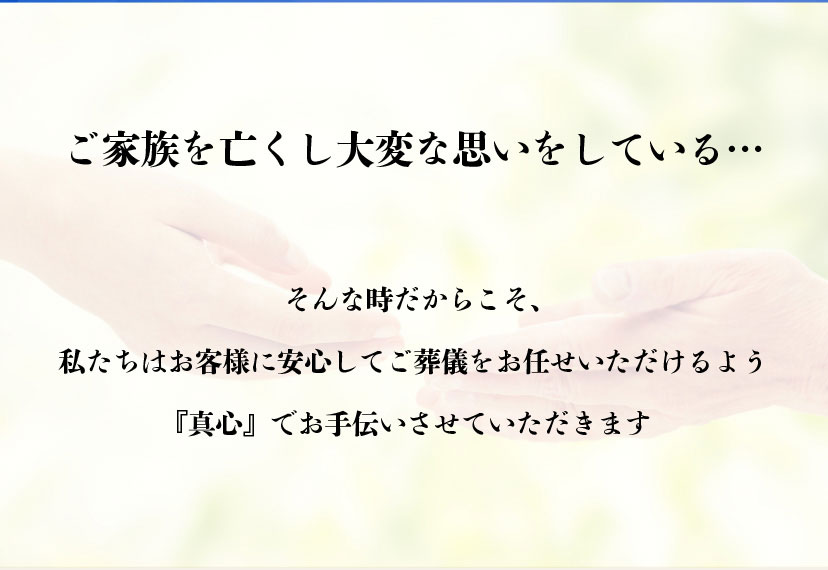 ご家族を亡くし大変な思いをしている…
そんな時だからこそ、
私たちはお客様に安心してご葬儀をお任せいただけるよう
『真心』でお手伝いさせていただきます